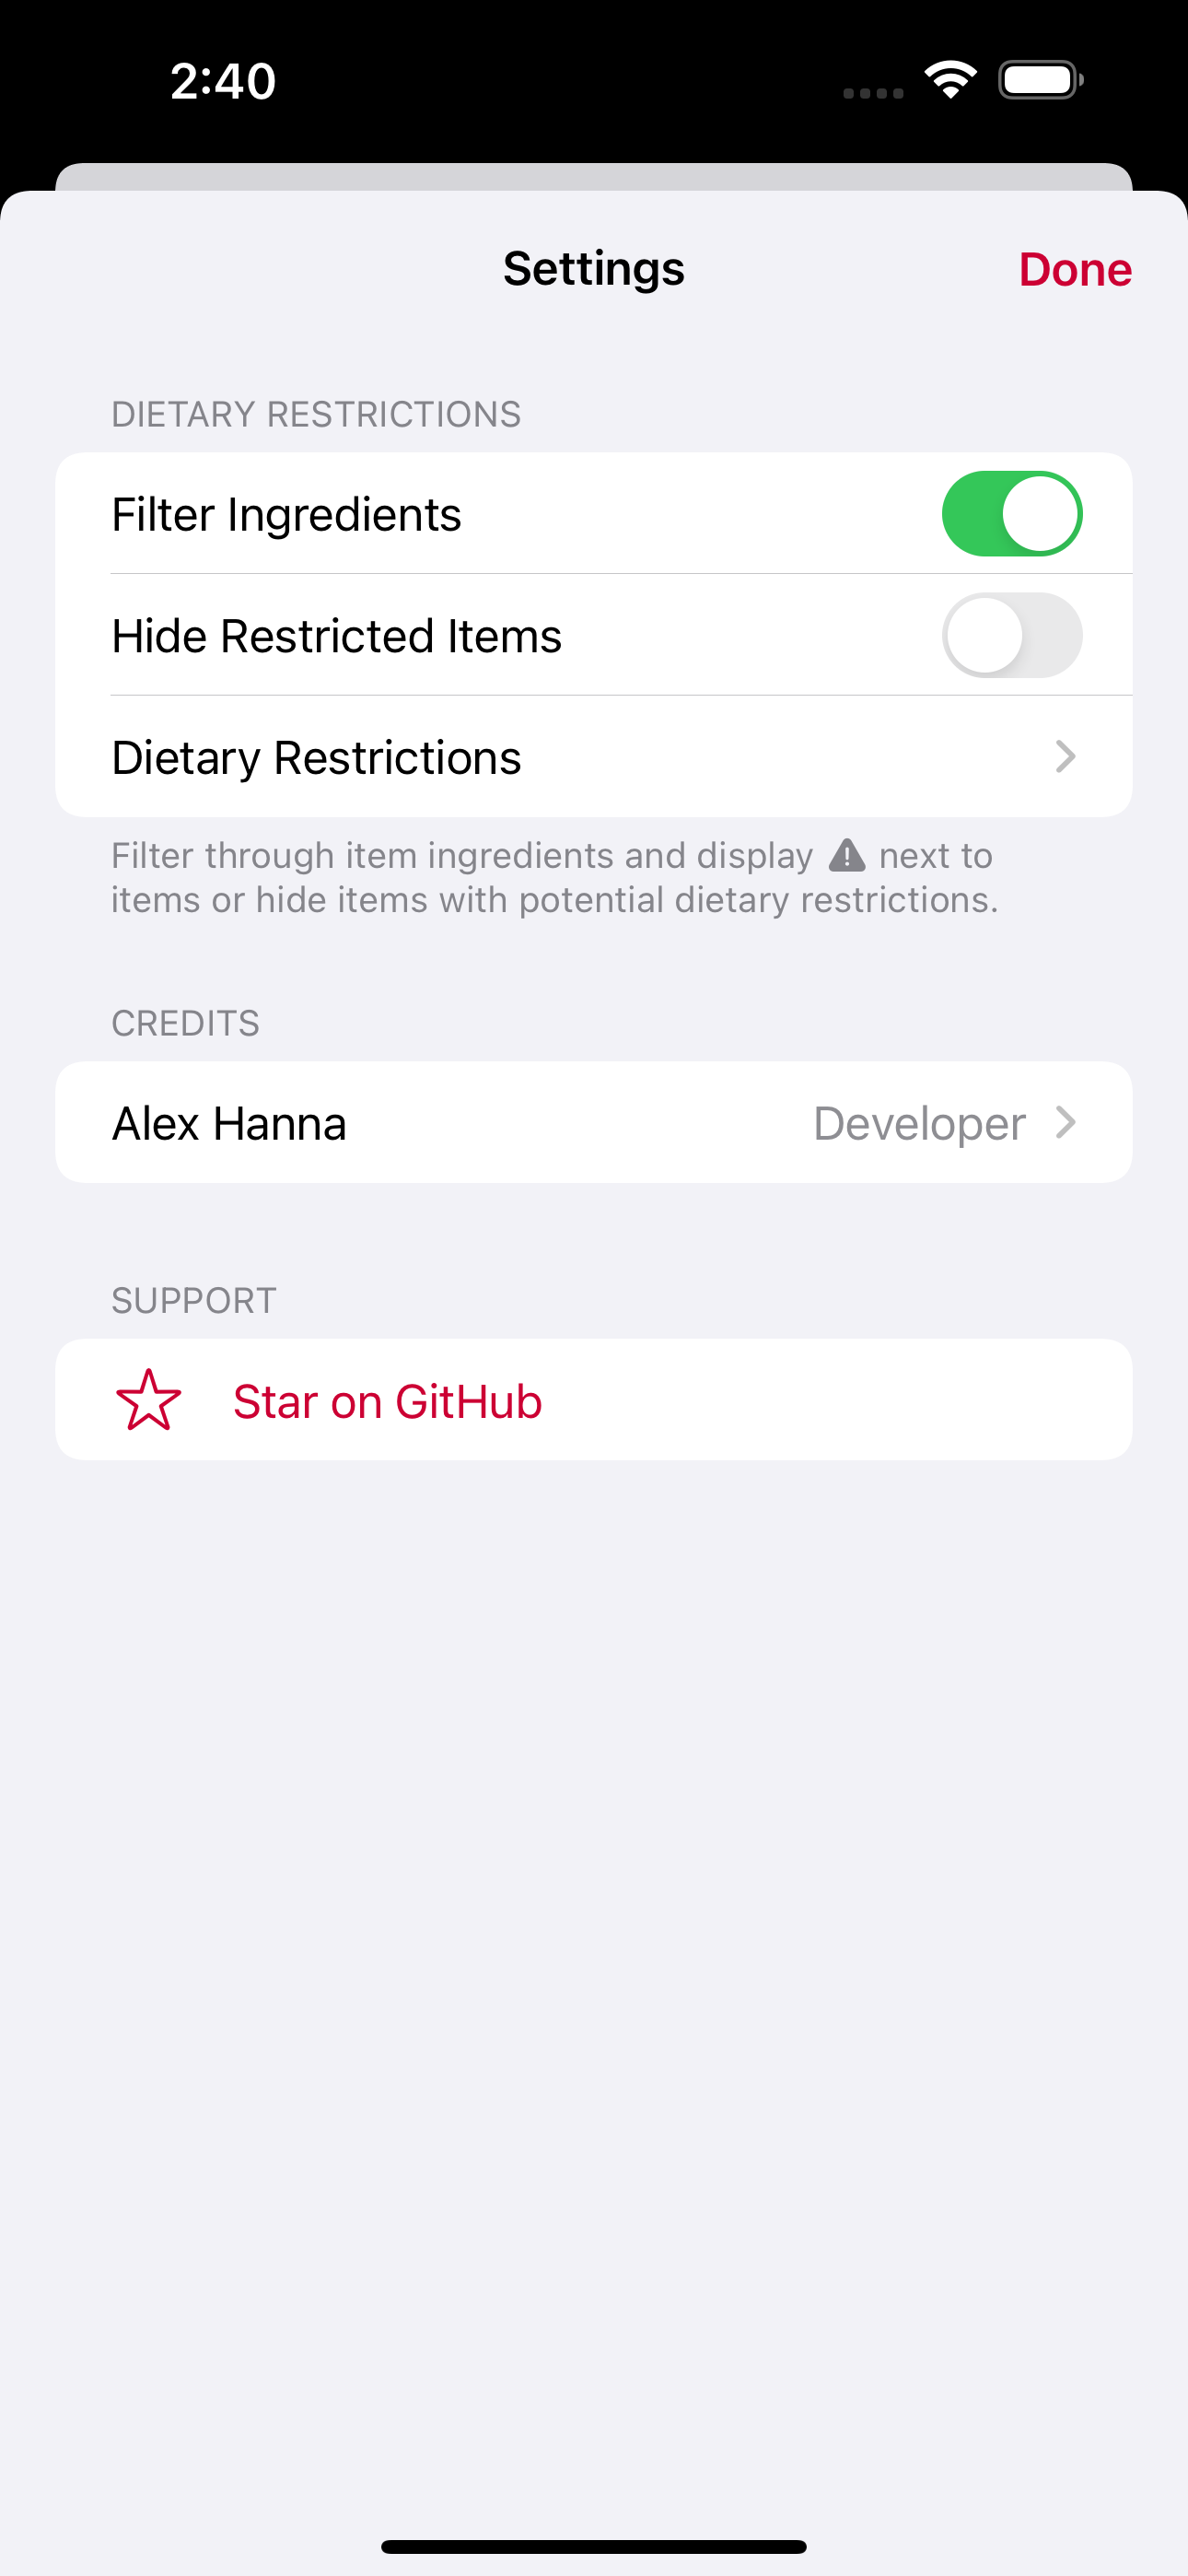 2:40
Settings
Done
DIETARY RESTRICTIONS
Filter Ingredients
Hide Restricted Items
Dietary Restrictions
Filter through item ingredients and display next to
items or hide items with potential dietary restrictions.
CREDITS
Alex Hanna
Developer
SUPPORT
Star on GitHub